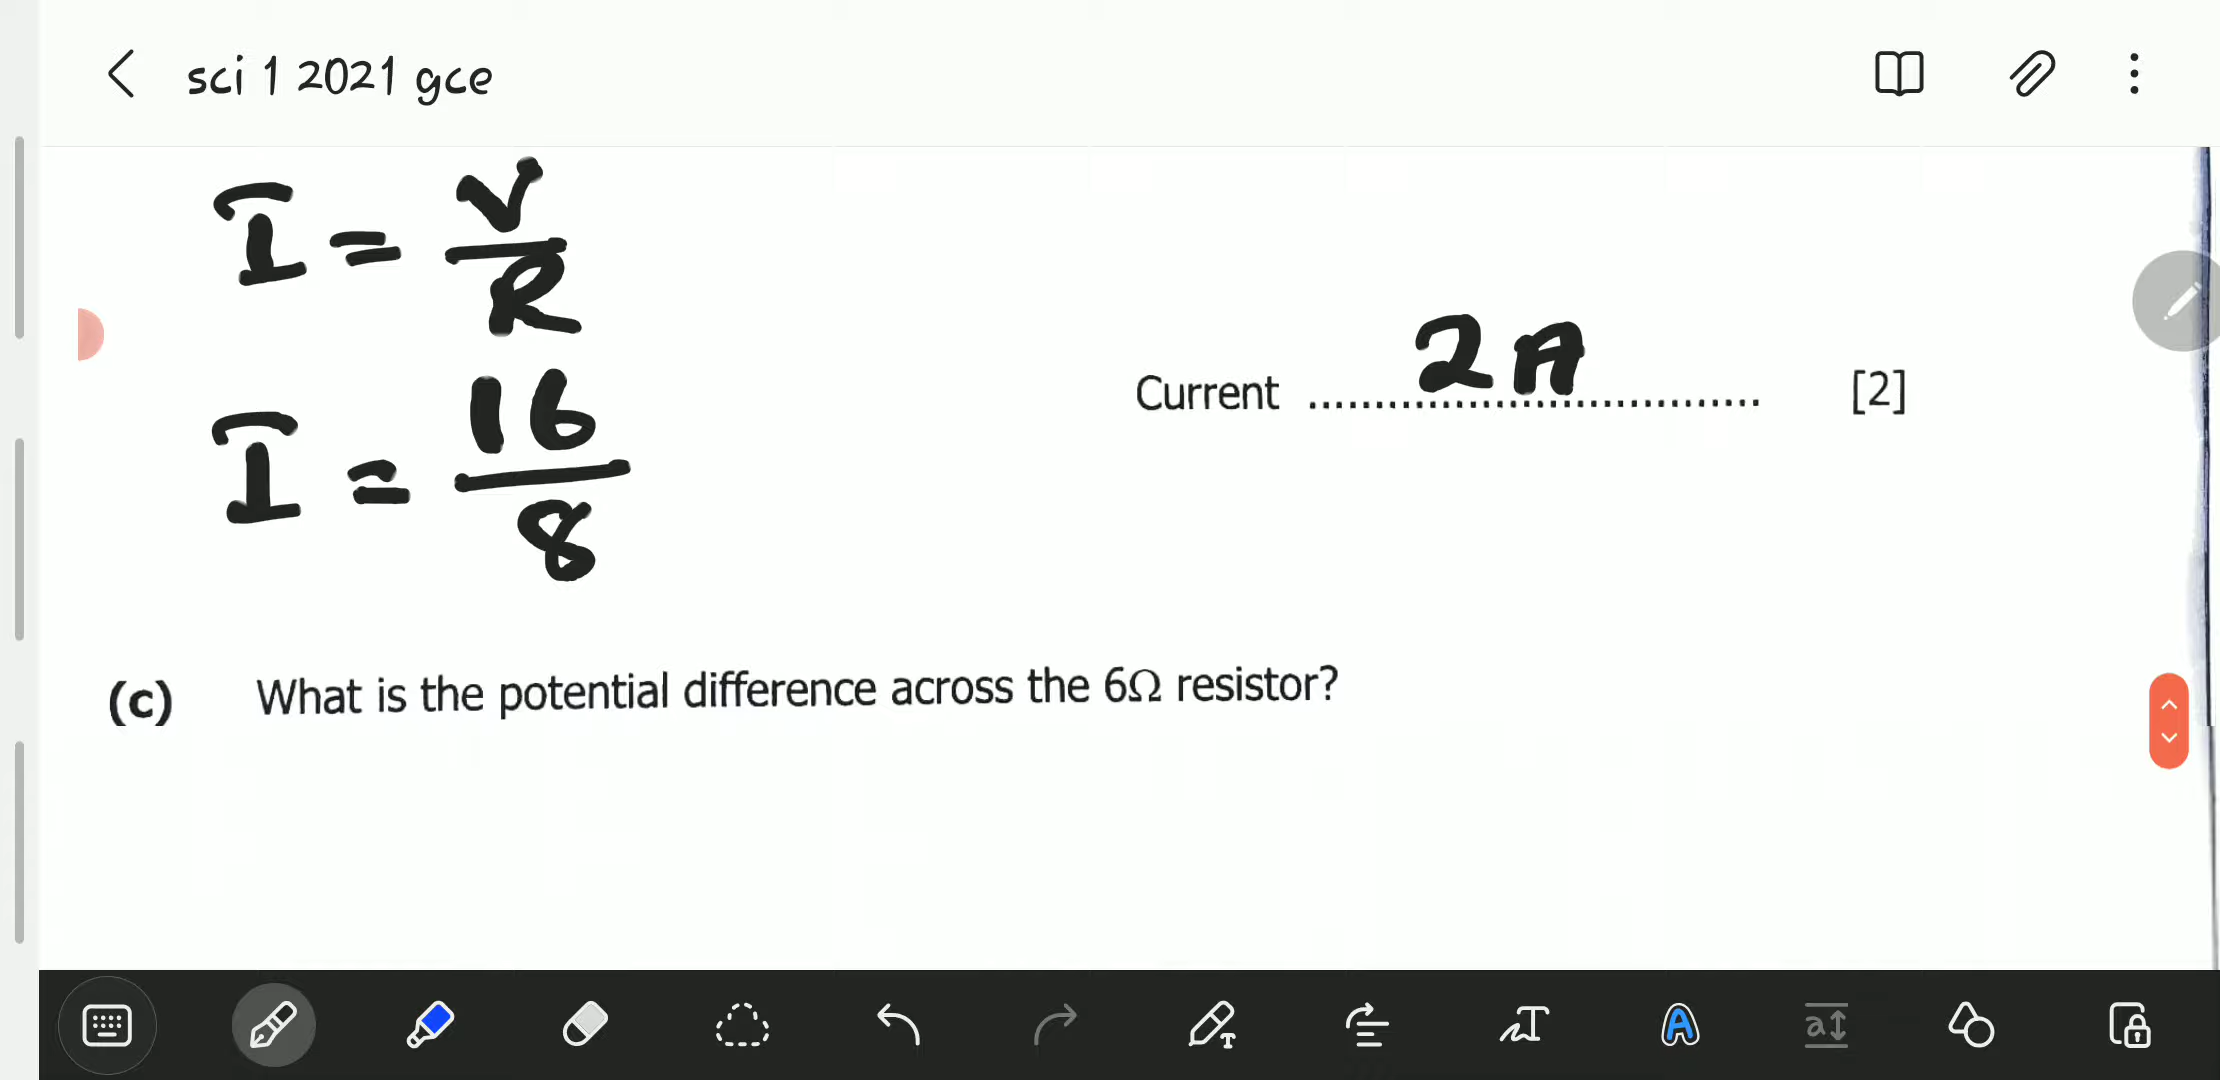 sci 1 2021 gce
I = V/R
Current 2A [2]
I = 16/8
(c) What is the potential difference across the 6Ω resistor?